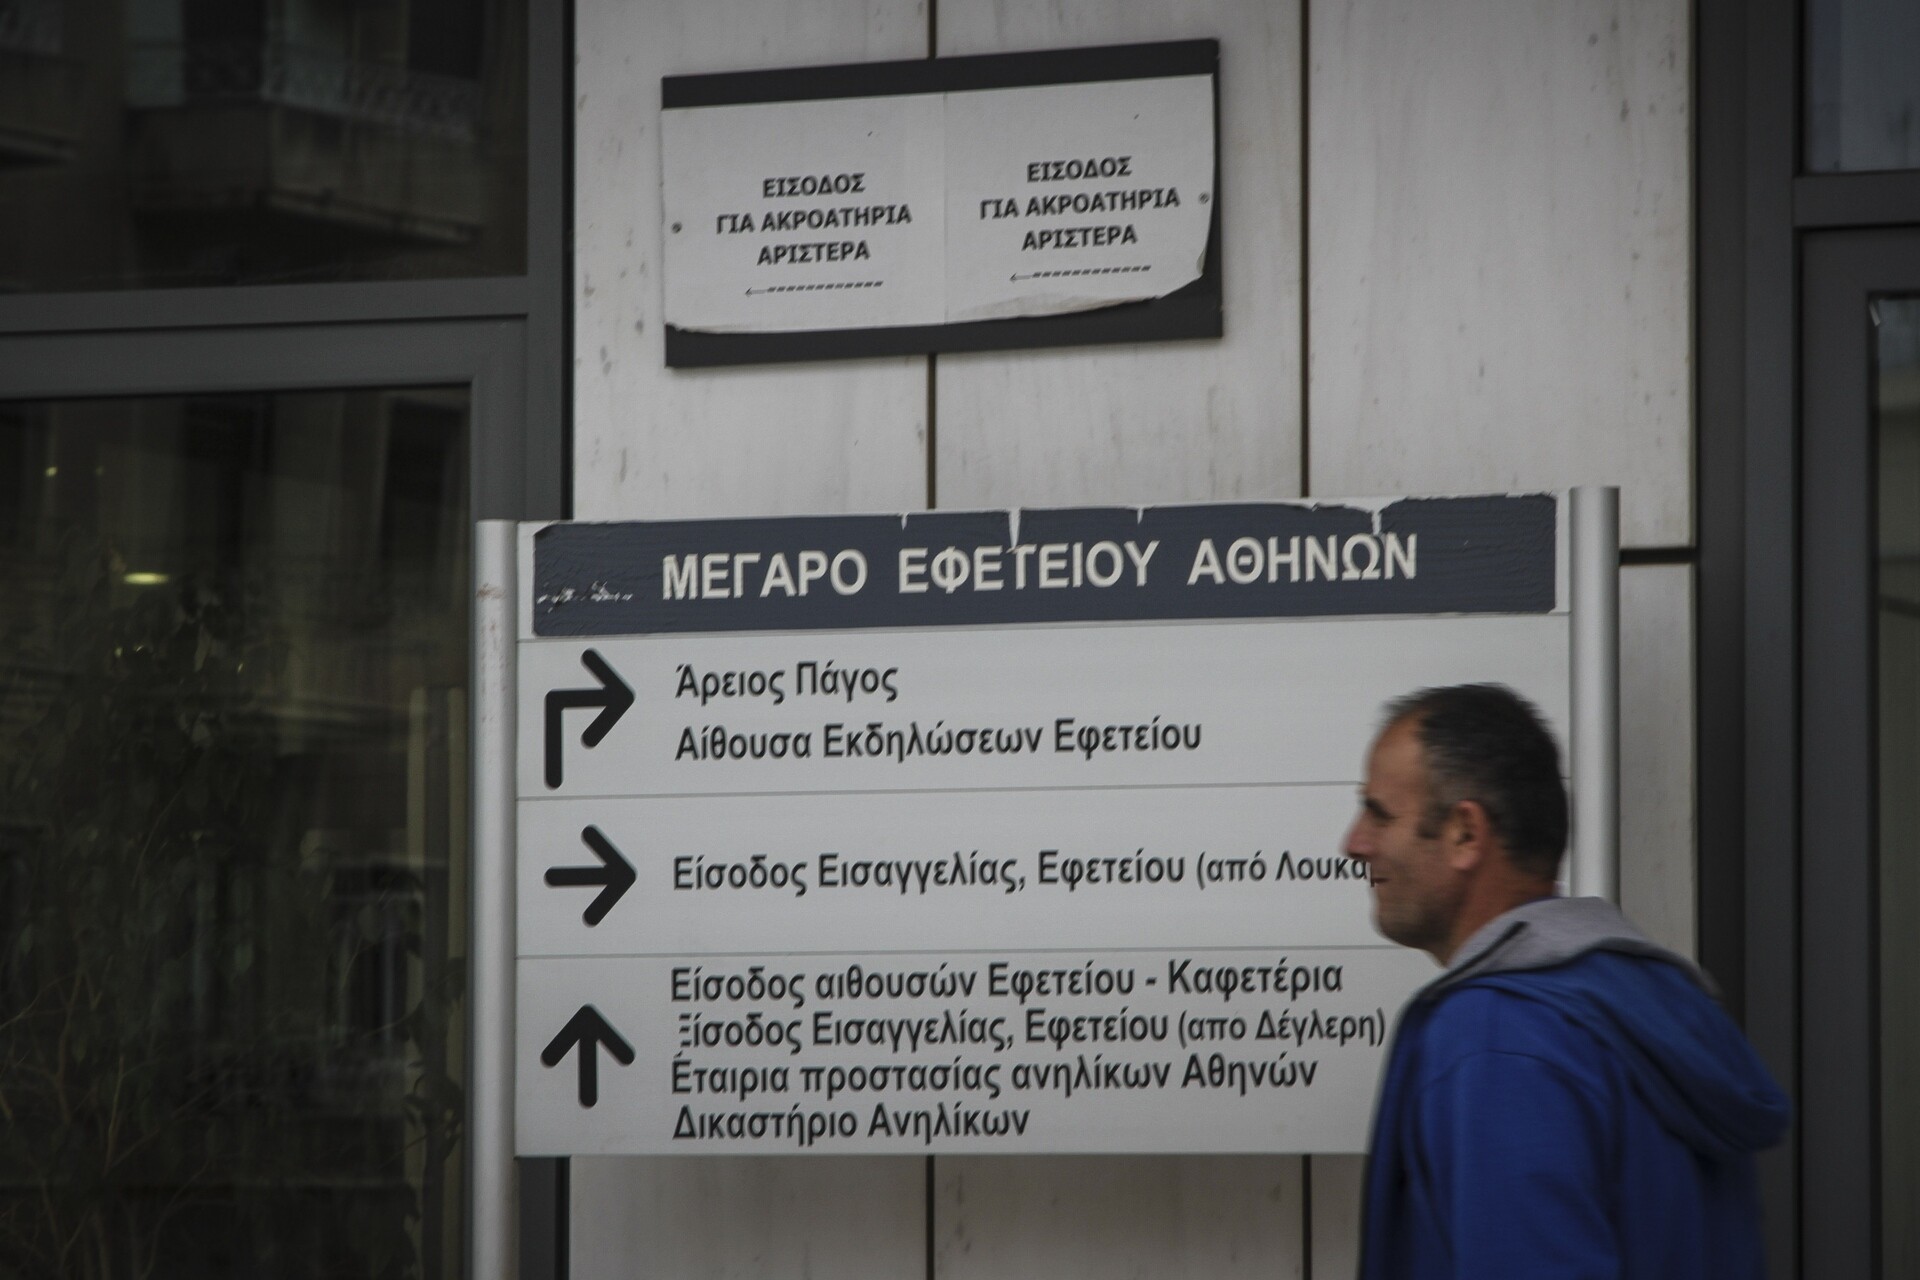 ΕΙΣΟΔΟΣ
ΓΙΑ ΑΚΡΟΑΤΗΡΙΑ
ΑΡΙΣΤΕΡΑ
ΕΙΣΟΔΟΣ
ΓΙΑ ΑΚΡΟΑΤΗΡΙΑ
ΑΡΙΣΤΕΡΑ
ΜΕΓΑΡΟ ΕΦΕΤΕΙΟΥ ΑΘΗΝΩΝ
Άρειος Πάγος
Αίθουσα Εκδηλώσεων Εφετείου
Είσοδος Εισαγγελίας, Εφετείου (από
Είσοδος αιθουσών Εφετείου - Καφετέρια
Είσοδος Εισαγγελίας, Εφετείου (απο Δέγλερη)
Εταιρια προστασίας ανηλίκων Αθηνών
Δικαστήριο Ανηλίκων